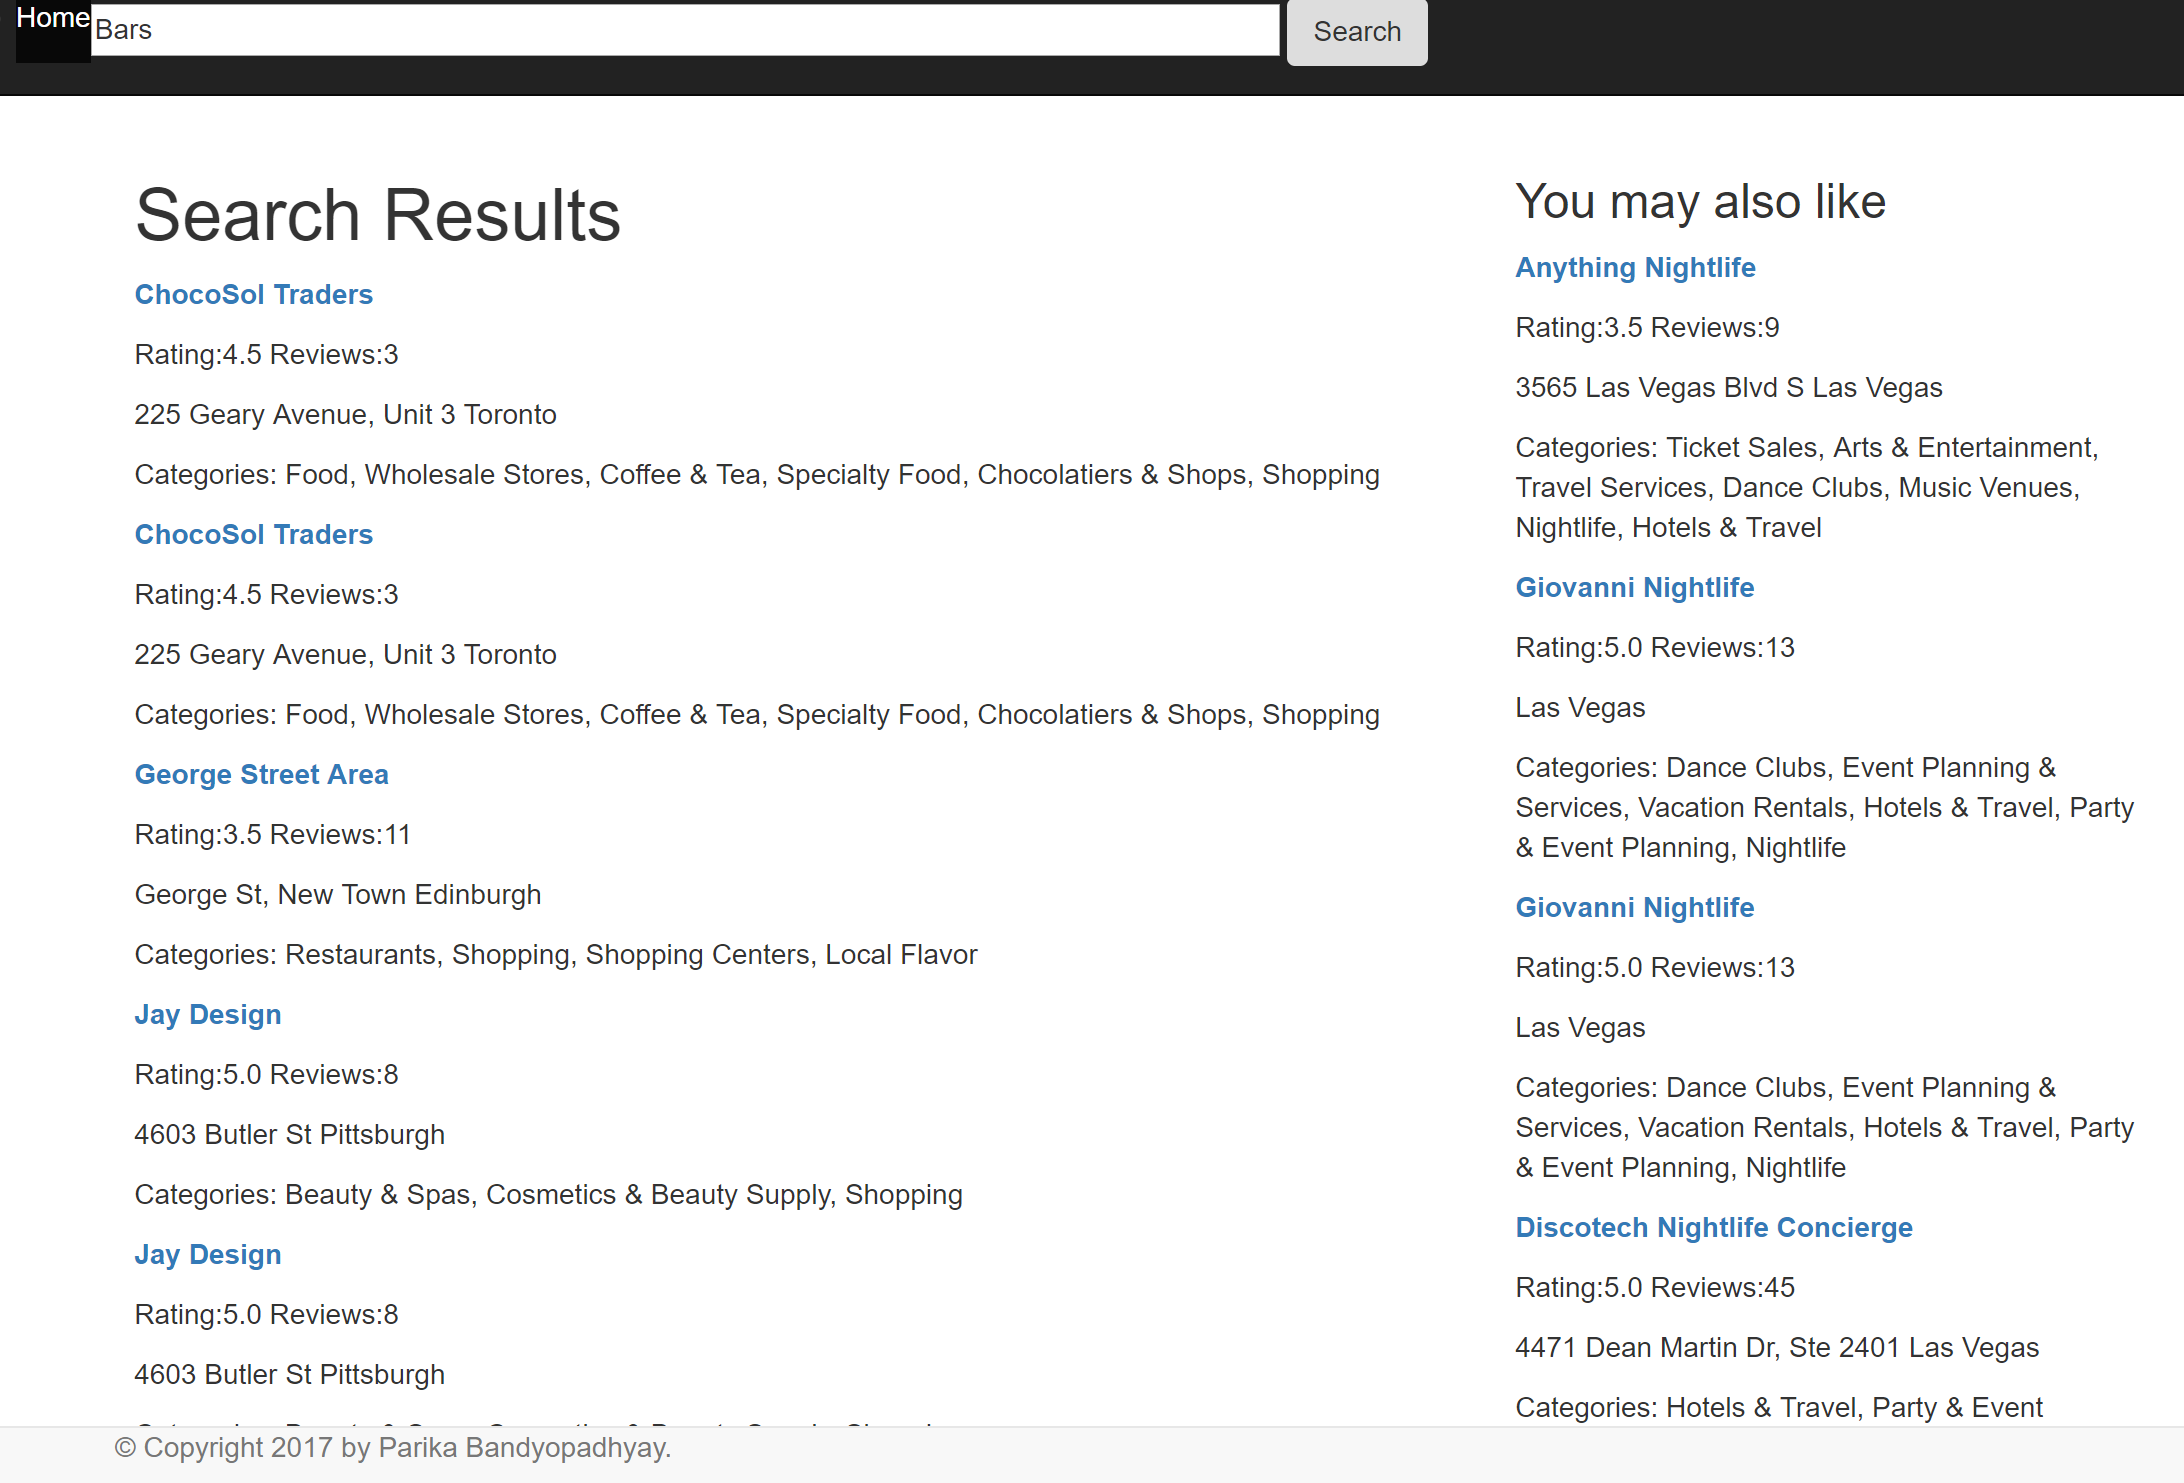 Home
Bars
Search
Search Results
ChocoSol Traders
Rating:4.5 Reviews:3
225 Geary Avenue, Unit 3 Toronto
Categories: Food, Wholesale Stores, Coffee & Tea, Specialty Food, Chocolatiers & Shops, Shopping
ChocoSol Traders
Rating:4.5 Reviews:3
225 Geary Avenue, Unit 3 Toronto
Categories: Food, Wholesale Stores, Coffee & Tea, Specialty Food, Chocolatiers & Shops, Shopping
George Street Area
Rating:3.5 Reviews:11
George St, New Town Edinburgh
Categories: Restaurants, Shopping, Shopping Centers, Local Flavor
Jay Design
Rating:5.0 Reviews:8
4603 Butler St Pittsburgh
Categories: Beauty & Spas, Cosmetics & Beauty Supply, Shopping
Jay Design
Rating:5.0 Reviews:8
4603 Butler St Pittsburgh
You may also like
Anything Nightlife
Rating:3.5 Reviews:9
3565 Las Vegas Blvd S Las Vegas
Categories: Ticket Sales, Arts & Entertainment,
Travel Services, Dance Clubs, Music Venues,
Nightlife, Hotels & Travel
Giovanni Nightlife
Rating:5.0 Reviews:13
Las Vegas
Categories: Dance Clubs, Event Planning &
Services, Vacation Rentals, Hotels & Travel, Party
& Event Planning, Nightlife
Giovanni Nightlife
Rating:5.0 Reviews:13
Las Vegas
Categories: Dance Clubs, Event Planning &
Services, Vacation Rentals, Hotels & Travel, Party
& Event Planning, Nightlife
Discotech Nightlife Concierge
Rating:5.0 Reviews:45
4471 Dean Martin Dr, Ste 2401 Las Vegas
Categories: Hotels & Travel, Party & Event
© Copyright 2017 by Parika Bandyopadhyay.